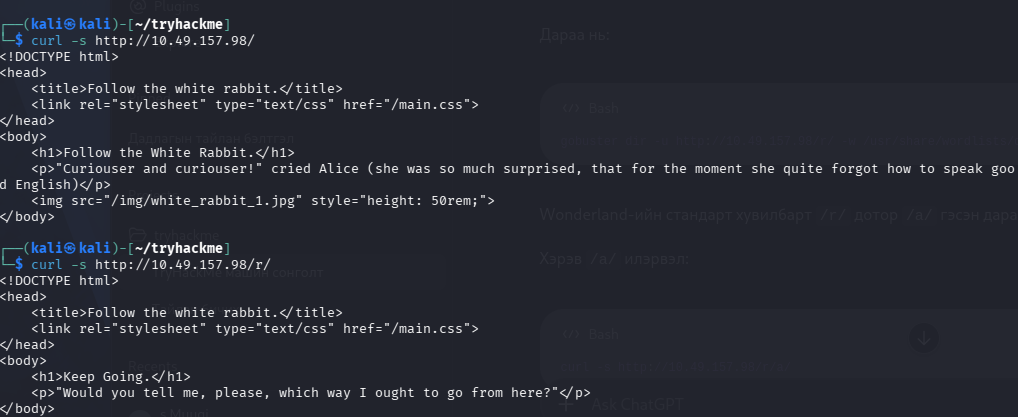 Plugins
┌──(kali㉿kali)-[~/tryhackme]
└─$ curl -s http://10.49.157.98/
<!DOCTYPE html>
<head>
    <title>Follow the white rabbit.</title>
    <link rel="stylesheet" type="text/css" href="/main.css">
</head>
<body>
    <h1>Follow the White Rabbit.</h1>
    <p>"Curiouser and curiouser!" cried Alice (she was so much surprised, that for the moment she quite forgot how to speak goo
d English)</p>
    <img src="/img/white_rabbit_1.jpg" style="height: 50rem;">
</body>
┌──(kali㉿kali)-[~/tryhackme]
└─$ curl -s http://10.49.157.98/r/
<!DOCTYPE html>
<head>
    <title>Follow the white rabbit.</title>
    <link rel="stylesheet" type="text/css" href="/main.css">
</head>
<body>
    <h1>Keep Going.</h1>
    <p>"Would you tell me, please, which way I ought to go from here?"</p>
</body>
Дараа нь:
Bash
Wonderland-ийн стандарт хувилбарт /r/ дотор /a/ гэсэн дара
Хэрэв /a/ илэрвэл:
Bash
Ask ChatGPT
tryhackme